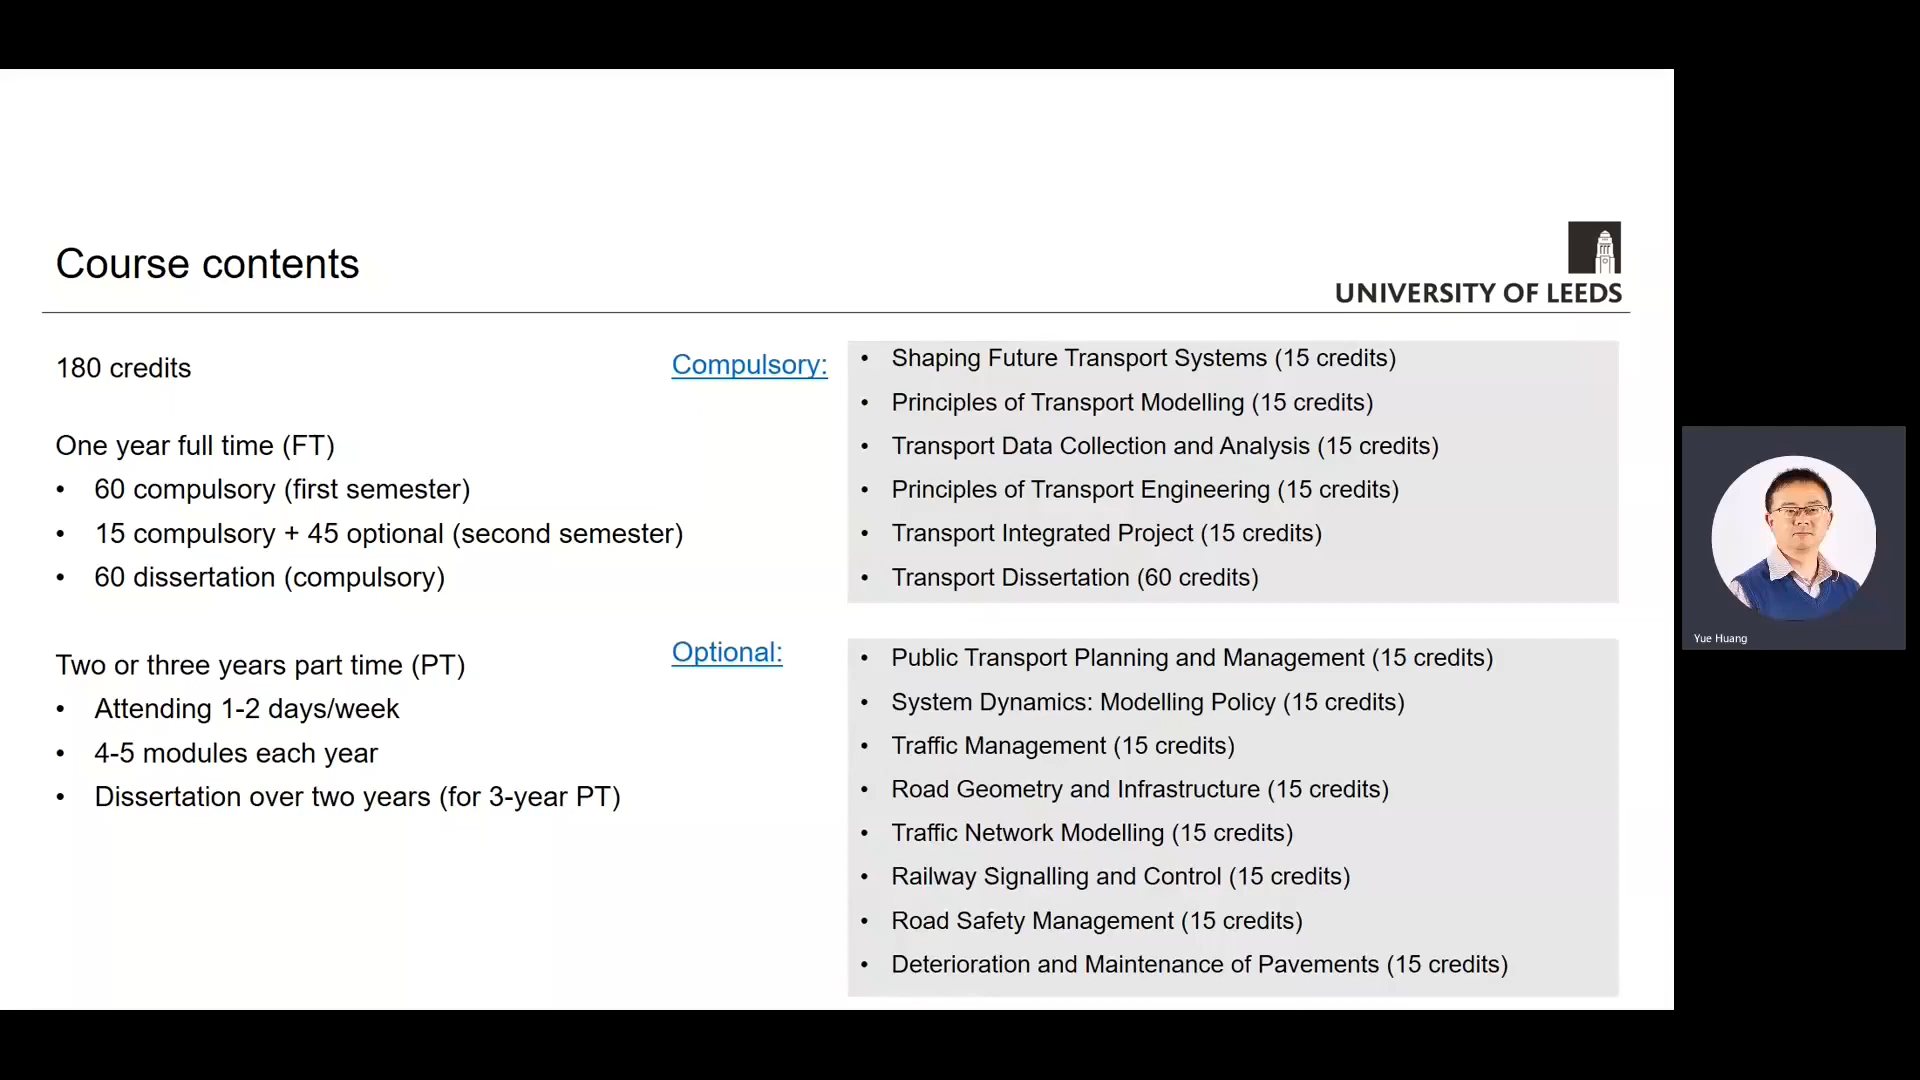 Course contents
UNIVERSITY OF LEEDS
180 credits
One year full time (FT)
• 60 compulsory (first semester)
• 15 compulsory + 45 optional (second semester)
• 60 dissertation (compulsory)
Two or three years part time (PT)
• Attending 1-2 days/week
• 4-5 modules each year
• Dissertation over two years (for 3-year PT)
Compulsory:
• Shaping Future Transport Systems (15 credits)
• Principles of Transport Modelling (15 credits)
• Transport Data Collection and Analysis (15 credits)
• Principles of Transport Engineering (15 credits)
• Transport Integrated Project (15 credits)
• Transport Dissertation (60 credits)
Optional:
• Public Transport Planning and Management (15 credits)
• System Dynamics: Modelling Policy (15 credits)
• Traffic Management (15 credits)
• Road Geometry and Infrastructure (15 credits)
• Traffic Network Modelling (15 credits)
• Railway Signalling and Control (15 credits)
• Road Safety Management (15 credits)
• Deterioration and Maintenance of Pavements (15 credits)
Yue Huang